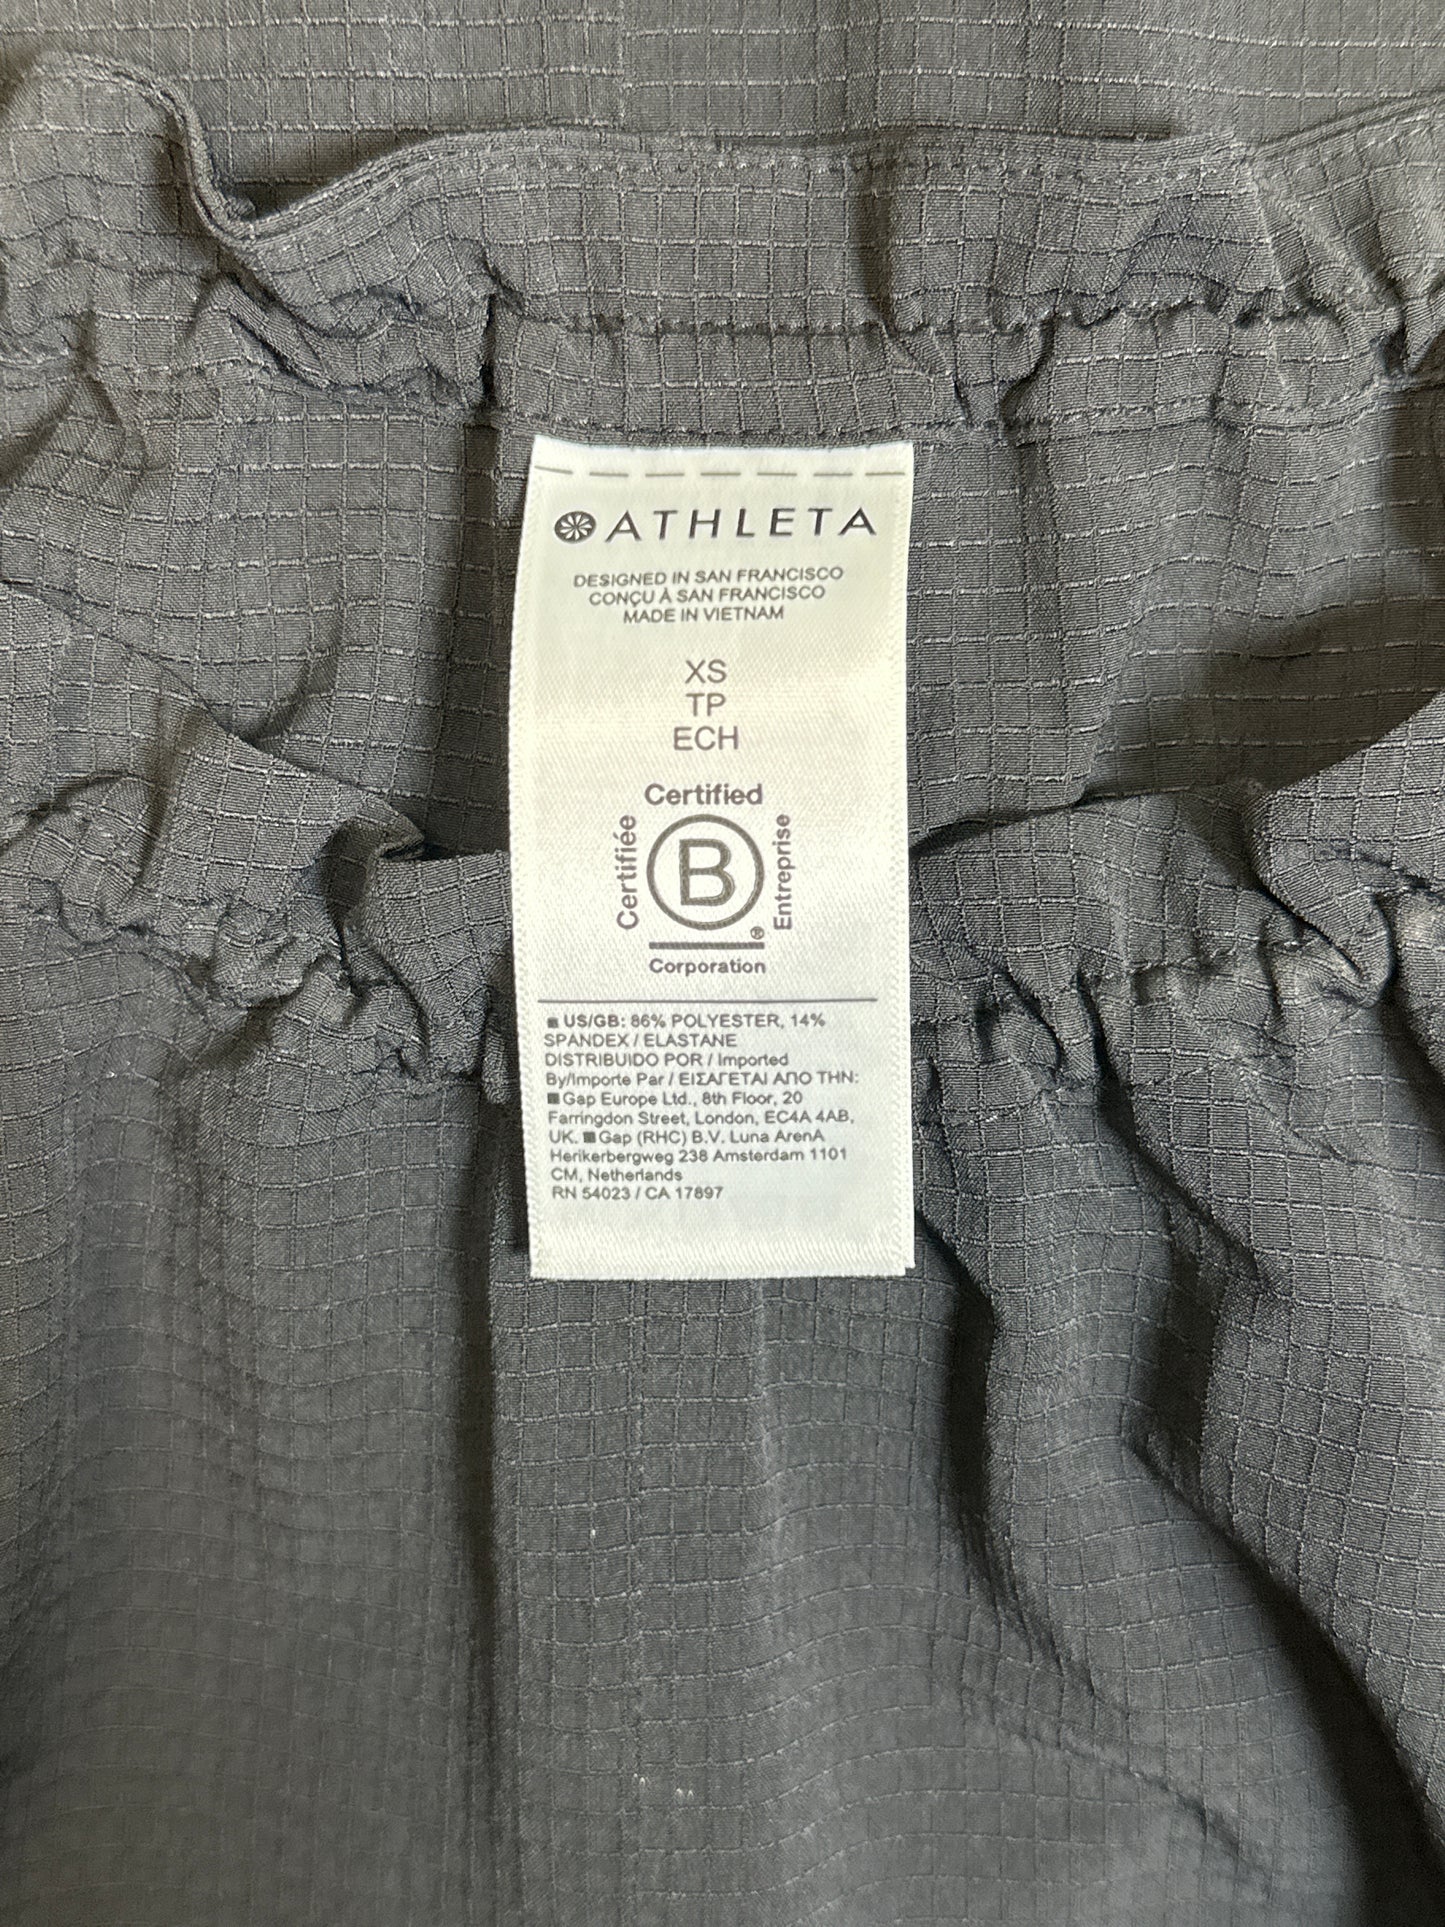 ATHLETA
DESIGNED IN SAN FRANCISCO
CONÇU À SAN FRANCISCO
MADE IN VIETNAM
XS
TP
ECH
Certified
Certifiée
B
Entreprise
®
Corporation
US/GB: 86% POLYESTER, 14%
SPANDEX / ELASTANE
DISTRIBUIDO POR / Imported
By/Importe Par / ΕΙΣΑΓΕΤΑΙ ΑΠΟ ΤΗΝ:
■ Gap Europe Ltd., 8th Floor, 20
Farringdon Street, London, EC4A 4AB,
UK. ■ Gap (RHC) B.V. Luna ArenA
Herikerbergweg 238 Amsterdam 1101
CM, Netherlands
RN 54023 / CA 17897